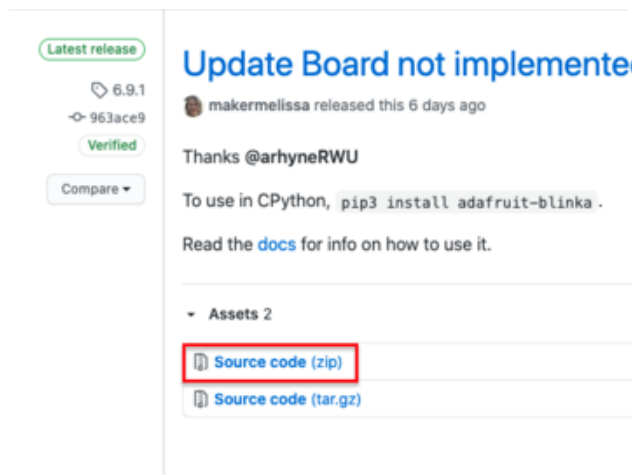 Latest release
6.9.1
963ace9
Verified
Compare
Update Board not implemente
makermelissa released this 6 days ago
Thanks @arhyneRWU
To use in CPython, pip3 install adafruit-blinka .
Read the docs for info on how to use it.
Assets 2
Source code (zip)
Source code (tar.gz)